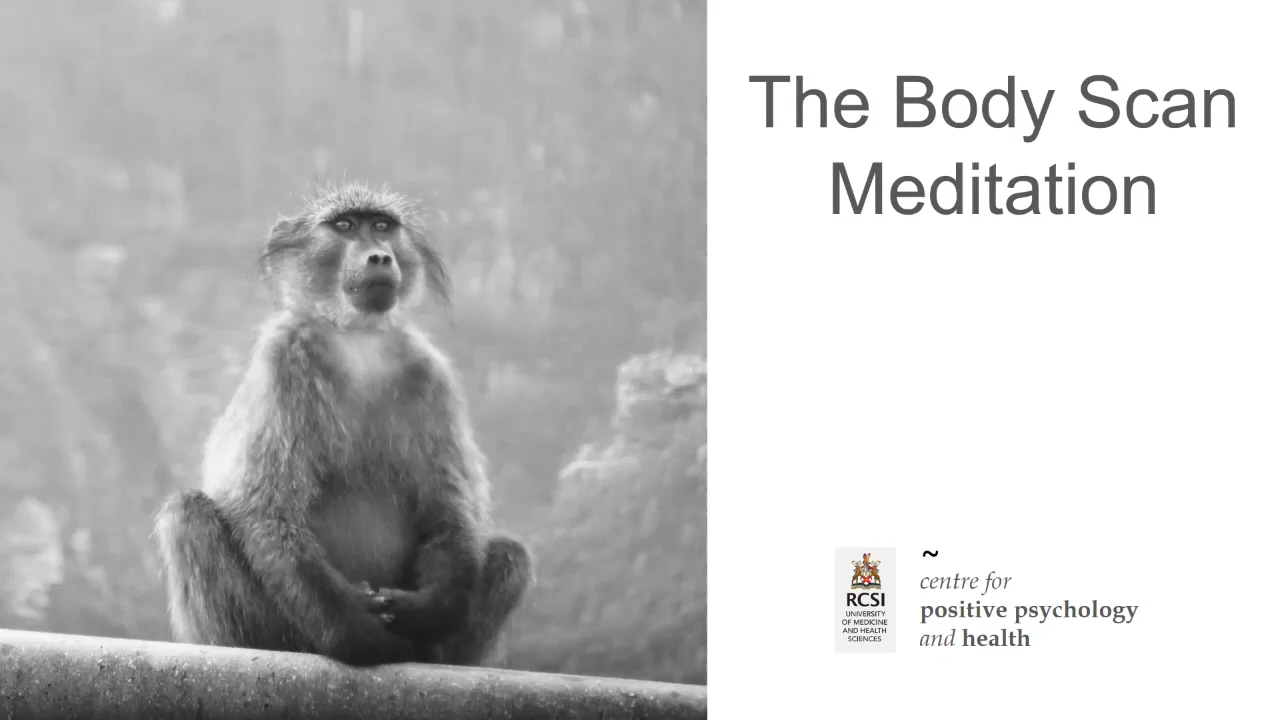 The Body Scan
Meditation
~
centre for
positive psychology
and health
RCSI
UNIVERSITY
OF MEDICINE
AND HEALTH
SCIENCES